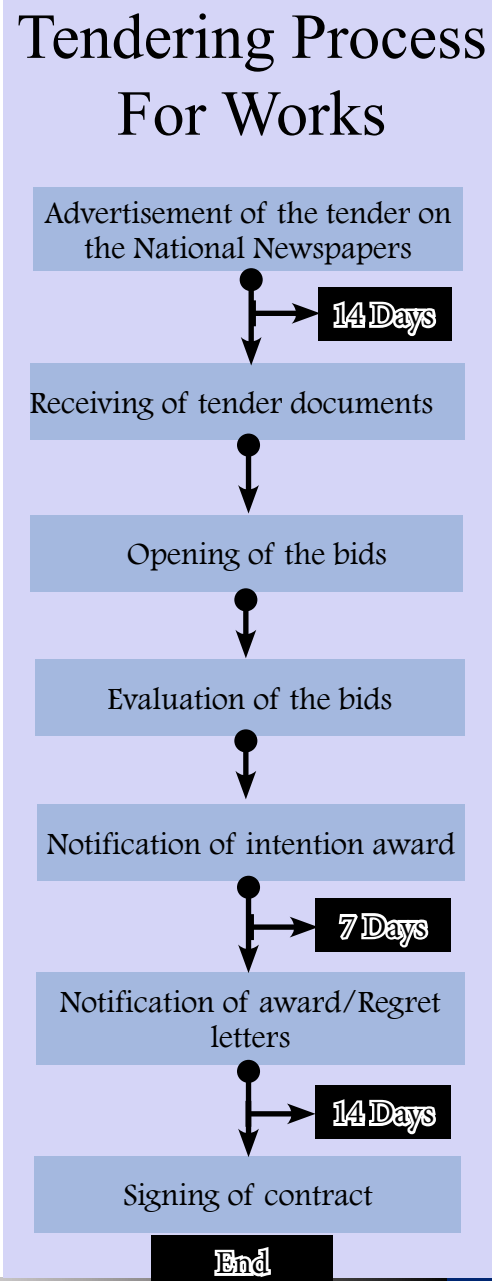 Tendering Process
For Works
Advertisement of the tender on
the National Newspapers
14 Days
Receiving of tender documents
Opening of the bids
Evaluation of the bids
Notification of intention award
7 Days
Notification of award/Regret
letters
14 Days
Signing of contract
End